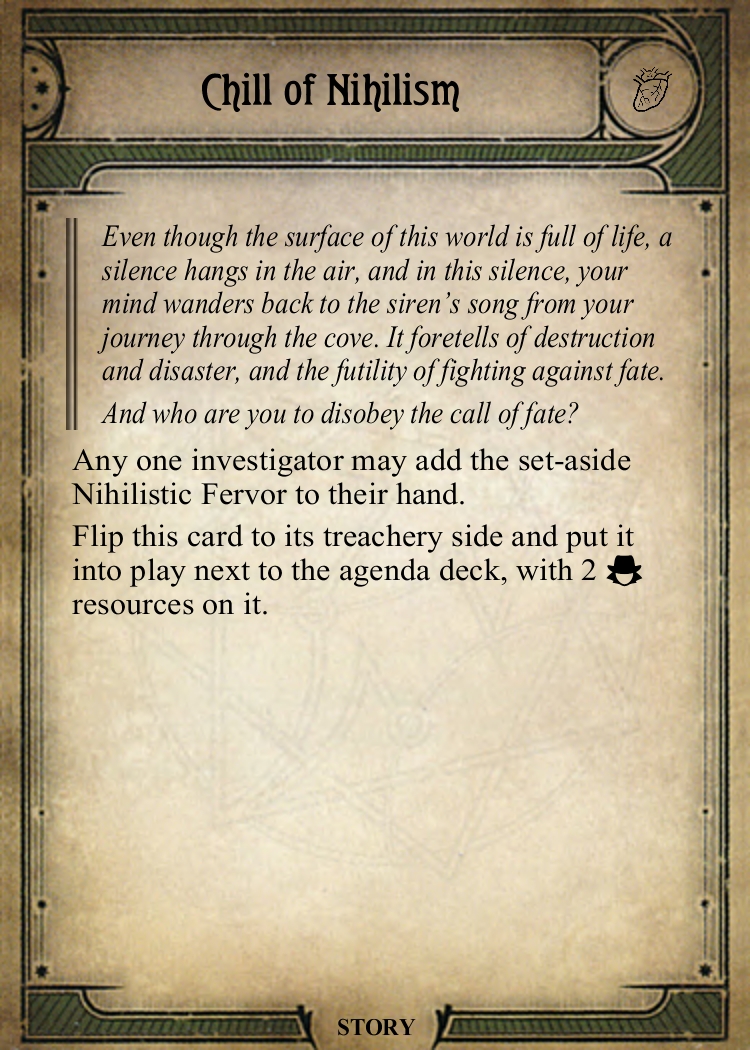 Chill of Nihilism
Even though the surface of this world is full of life, a
silence hangs in the air, and in this silence, your
mind wanders back to the siren’s song from your
journey through the cove. It foretells of destruction
and disaster, and the futility of fighting against fate.
And who are you to disobey the call of fate?
Any one investigator may add the set-aside
Nihilistic Fervor to their hand.
Flip this card to its treachery side and put it
into play next to the agenda deck, with 2
resources on it.
STORY